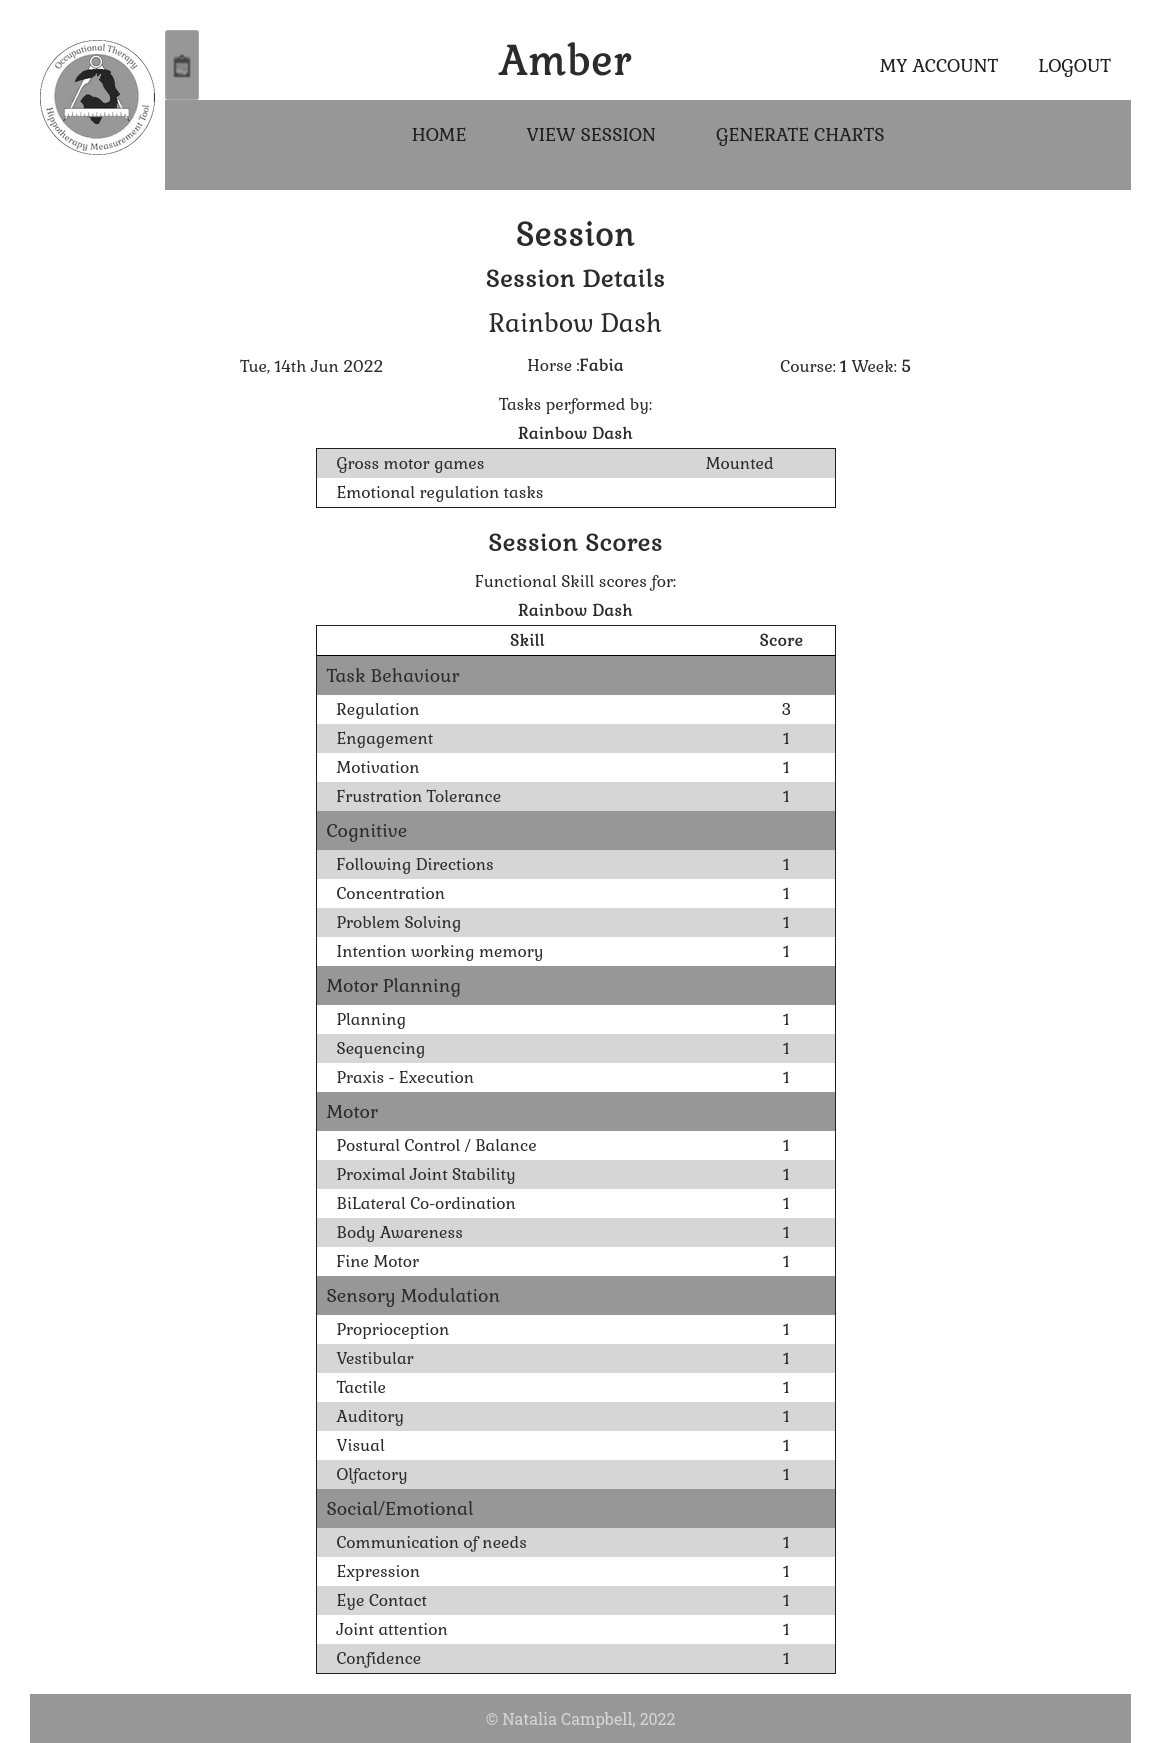 Occupational Therapy
Hippotherapy Measurement Tool
Amber
MY ACCOUNT LOGOUT
HOME VIEW SESSION GENERATE CHARTS
Session
Session Details
Rainbow Dash
Tue, 14th Jun 2022 Horse :Fabia Course: 1 Week: 5
Tasks performed by:
Rainbow Dash
Gross motor games Mounted
Emotional regulation tasks
Session Scores
Functional Skill scores for:
Rainbow Dash
Skill Score
Task Behaviour
Regulation 3
Engagement 1
Motivation 1
Frustration Tolerance 1
Cognitive
Following Directions 1
Concentration 1
Problem Solving 1
Intention working memory 1
Motor Planning
Planning 1
Sequencing 1
Praxis - Execution 1
Motor
Postural Control / Balance 1
Proximal Joint Stability 1
BiLateral Co-ordination 1
Body Awareness 1
Fine Motor 1
Sensory Modulation
Proprioception 1
Vestibular 1
Tactile 1
Auditory 1
Visual 1
Olfactory 1
Social/Emotional
Communication of needs 1
Expression 1
Eye Contact 1
Joint attention 1
Confidence 1
© Natalia Campbell, 2022